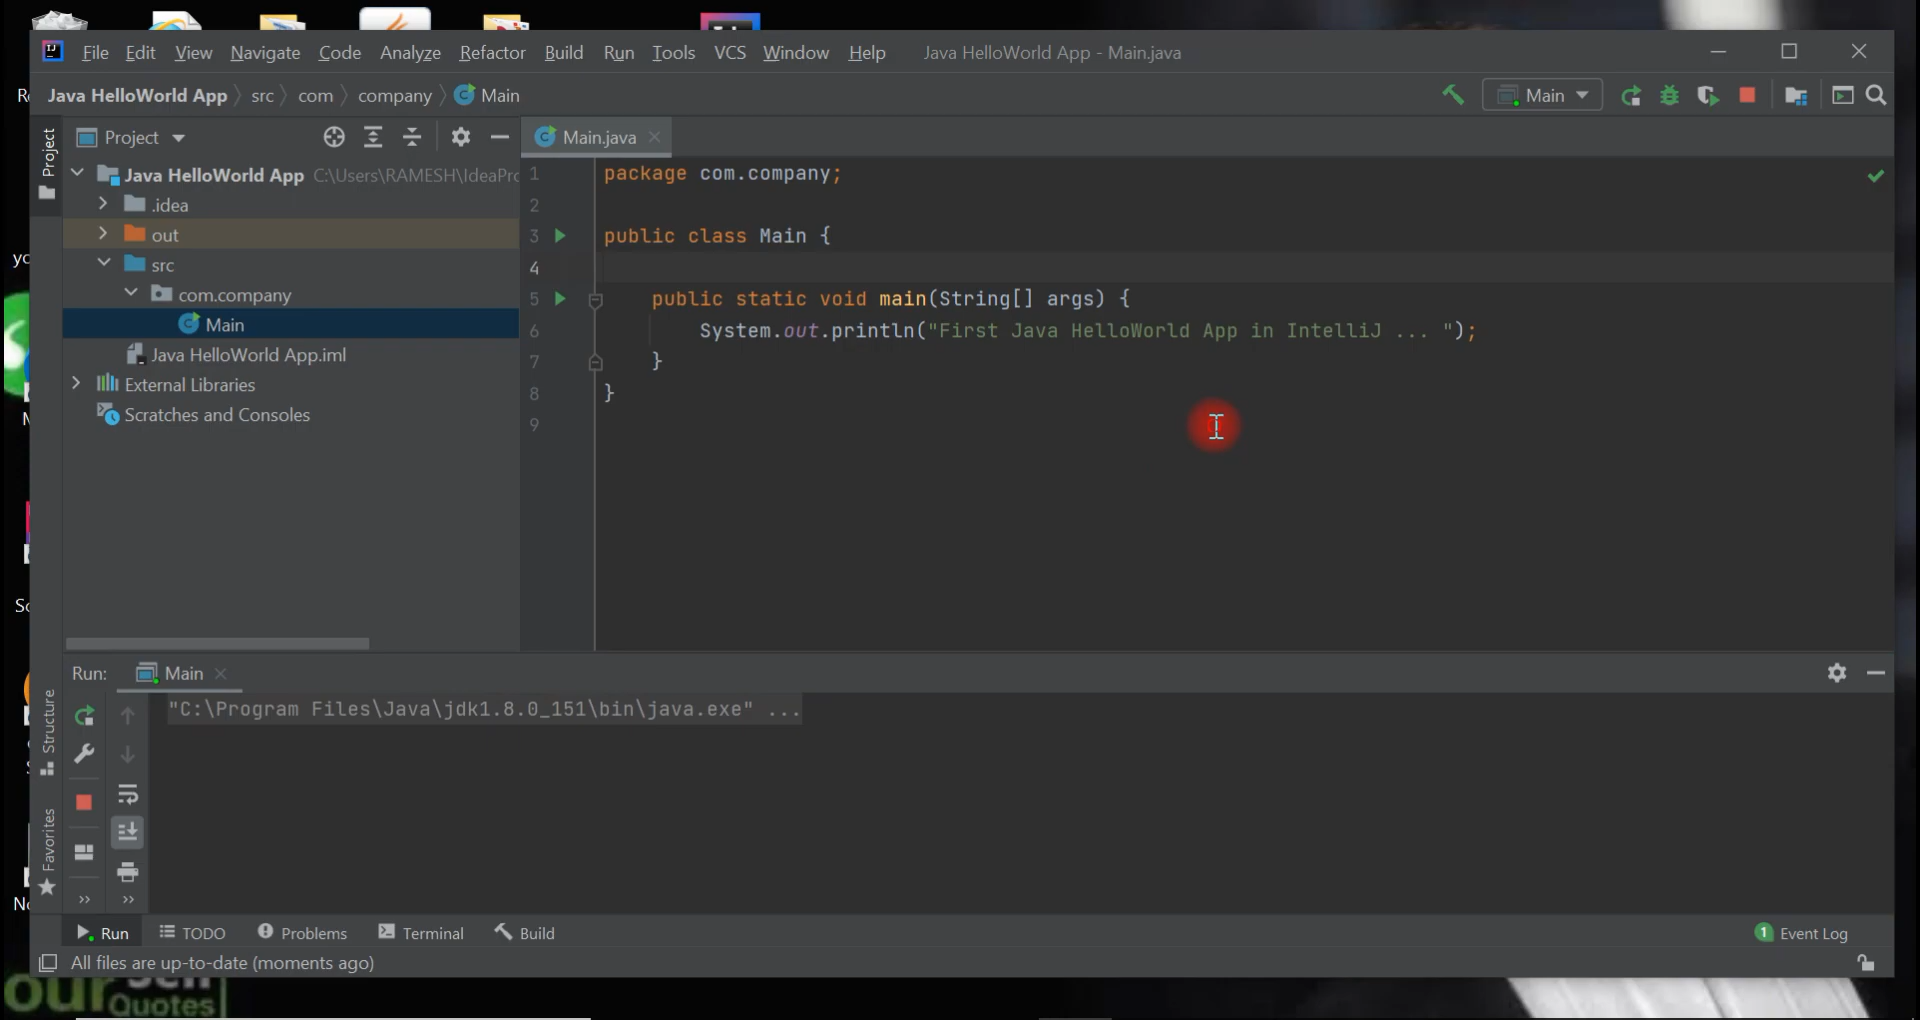 File Edit View Navigate Code Analyze Refactor Build Run Tools VCS Window Help Java HelloWorld App - Main.java
Java HelloWorld App src com company Main Main
Project Project Main.java
Java HelloWorld App C:\Users\RAMESH\IdeaPro
.idea
out
src
com.company
Main
Java HelloWorld App.iml
External Libraries
Scratches and Consoles
1 package com.company;
2
3 public class Main {
4
5 public static void main(String[] args) {
6 System.out.println("First Java HelloWorld App in IntelliJ ... ");
7 }
8 }
9
Run: Main
"C:\Program Files\Java\jdk1.8.0_151\bin\java.exe" ...
Structure
Favorites
Run TODO Problems Terminal Build 1 Event Log
All files are up-to-date (moments ago)
Quotes